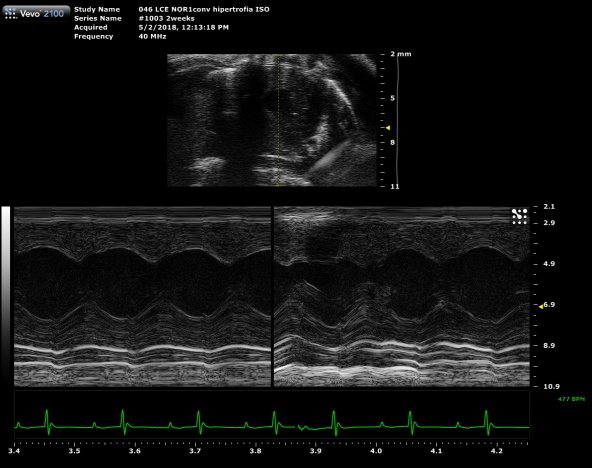 Vevo 2100
Study Name 046 LCE NOR1conv hipertrofia ISO
Series Name #1003 2weeks
Acquired 5/2/2018, 12:13:18 PM
Frequency 40 MHz
2 mm
5
8
11
2.1
2.9
4.9
6.9
8.9
10.9
477 BPM
3.4 3.5 3.6 3.7 3.8 3.9 4.0 4.1 4.2